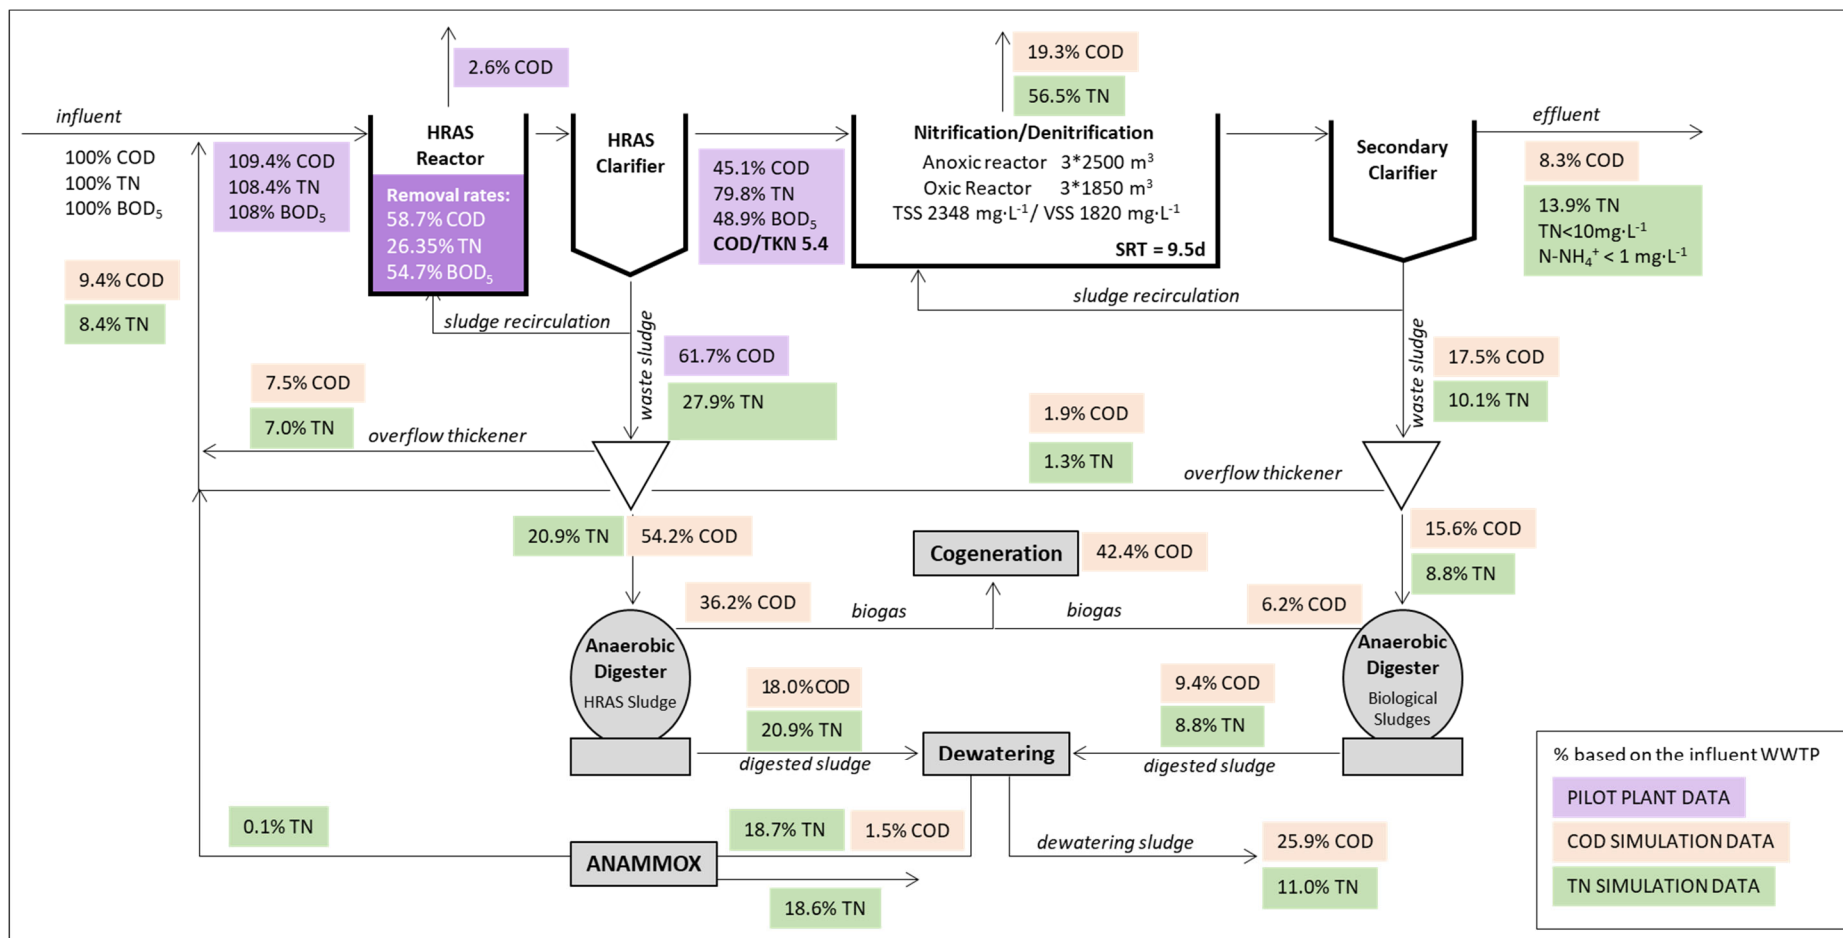 2.6% COD
19.3% COD
56.5% TN
influent
100% COD
100% TN
100% BOD5
109.4% COD
108.4% TN
108% BOD5
HRAS
Reactor
Removal rates:
58.7% COD
26.35% TN
54.7% BOD5
HRAS
Clarifier
45.1% COD
79.8% TN
48.9% BOD5
COD/TKN 5.4
Nitrification/Denitrification
Anoxic reactor 3*2500 m3
Oxic Reactor 3*1850 m3
TSS 2348 mg·L-1/ VSS 1820 mg·L-1
SRT = 9.5d
Secondary
Clarifier
effluent
8.3% COD
13.9% TN
TN<10mg·L-1
N-NH4+ < 1 mg·L-1
9.4% COD
8.4% TN
sludge recirculation
sludge recirculation
waste sludge
61.7% COD
27.9% TN
waste sludge
17.5% COD
10.1% TN
7.5% COD
7.0% TN
overflow thickener
1.9% COD
1.3% TN
overflow thickener
20.9% TN
54.2% COD
Cogeneration
42.4% COD
15.6% COD
8.8% TN
36.2% COD
biogas
biogas
6.2% COD
Anaerobic
Digester
HRAS Sludge
Anaerobic
Digester
Biological
Sludges
18.0%COD
20.9% TN
digested sludge
Dewatering
9.4% COD
8.8% TN
digested sludge
0.1% TN
18.7% TN
1.5% COD
ANAMMOX
18.6% TN
dewatering sludge
25.9% COD
11.0% TN
% based on the influent WWTP
PILOT PLANT DATA
COD SIMULATION DATA
TN SIMULATION DATA